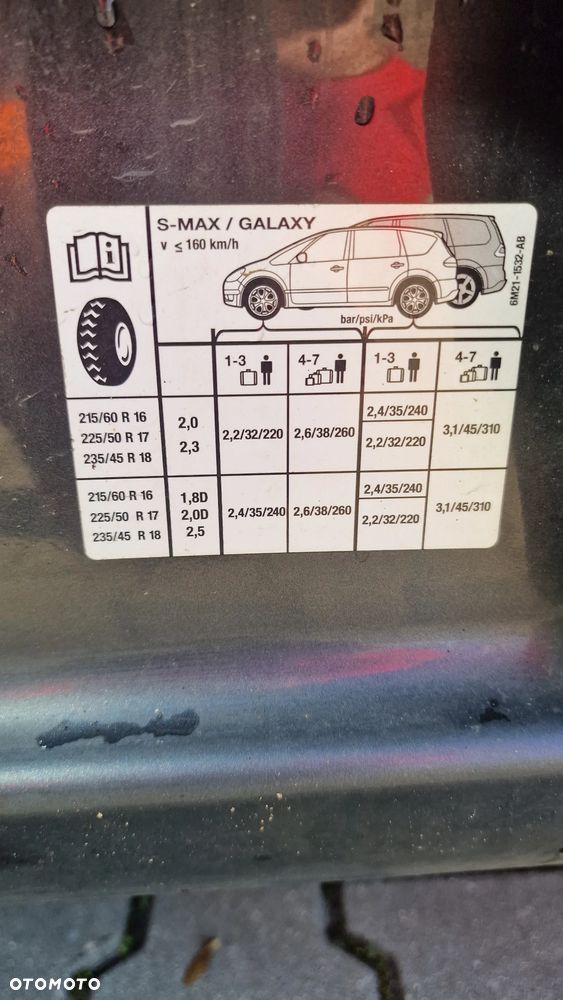 S-MAX / GALAXY
v ≤ 160 km/h
6M21-1532-AB
bar/psi/kPa
1-3 4-7 1-3 4-7
215/60 R 16
225/50 R 17
235/45 R 18
2,0
2,3
2,2/32/220 2,6/38/260
2,4/35/240
2,2/32/220
3,1/45/310
215/60 R 16
225/50 R 17
235/45 R 18
1,8D
2,0D
2,5
2,4/35/240 2,6/38/260
2,4/35/240
2,2/32/220
3,1/45/310
OTOMOTO